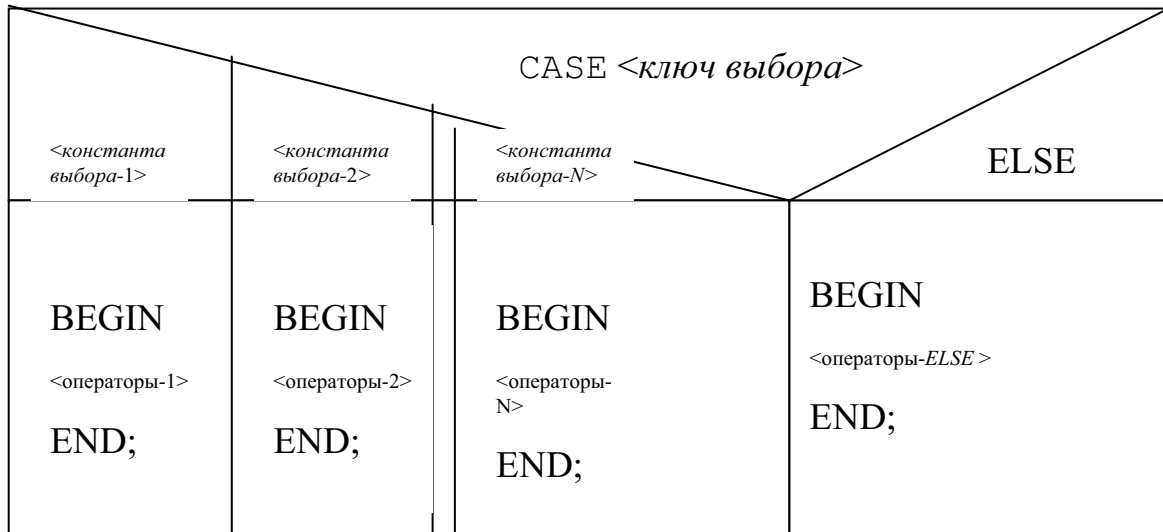 CASE <ключ выбора>
<константа
выбора-1>
<константа
выбора-2>
<константа
выбора-N>
ELSE
BEGIN
<операторы-1>
END;
BEGIN
<операторы-2>
END;
BEGIN
<операторы-
N>
END;
BEGIN
<операторы-ELSE >
END;